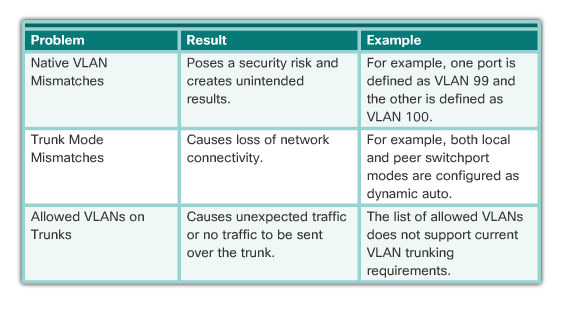 Problem
Result
Example
Native VLAN
Mismatches
Poses a security risk and
creates unintended
results.
For example, one port is
defined as VLAN 99 and
the other is defined as
VLAN 100.
Trunk Mode
Mismatches
Causes loss of network
connectivity.
For example, both local
and peer switchport
modes are configured as
dynamic auto.
Allowed VLANs on
Trunks
Causes unexpected traffic
or no traffic to be sent
over the trunk.
The list of allowed VLANs
does not support current
VLAN trunking
requirements.